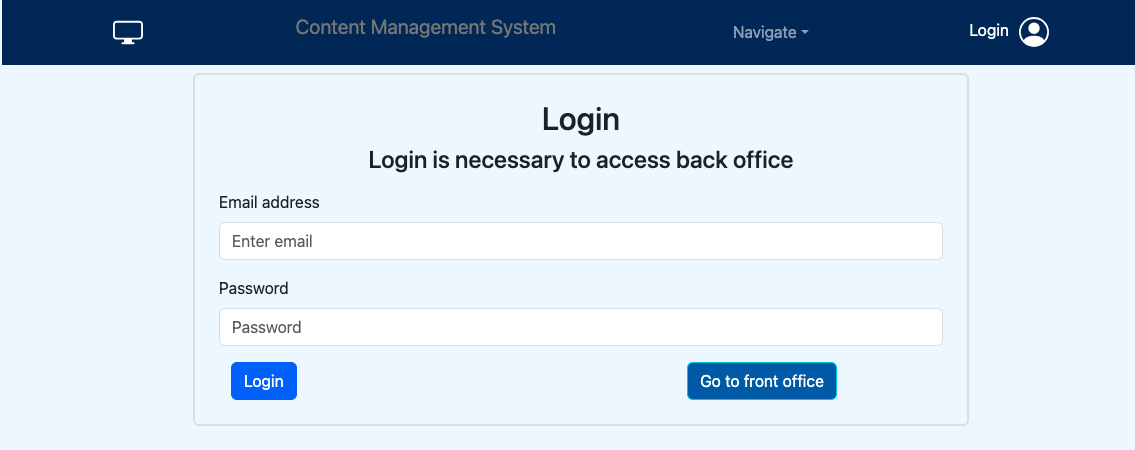 Content Management System
Navigate
Login
Login
Login is necessary to access back office
Email address
Enter email
Password
Password
Login
Go to front office